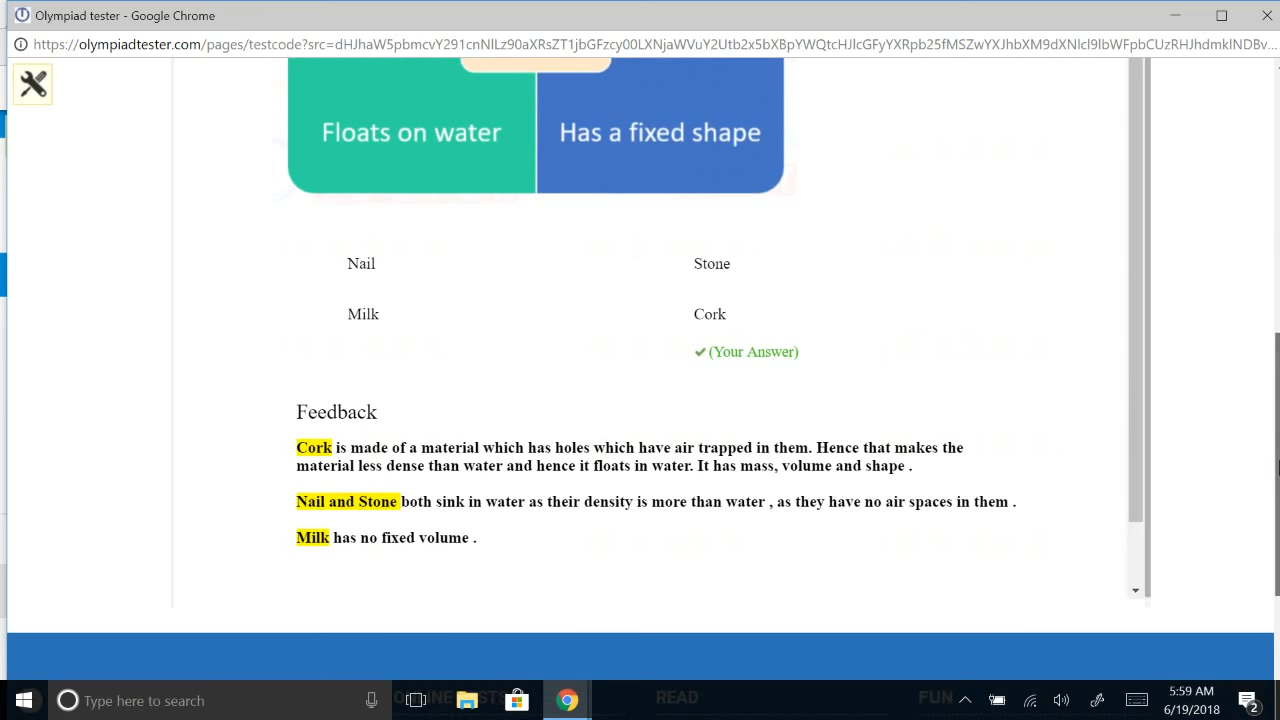 Olympiad tester - Google Chrome
https://olympiadtester.com/pages/testcode?src=dHJhaW5pbmcvY291cnNlLz90aXRsZT1jbGFzcy00LXNjaWVuY2Utb2x5bXBpYWQtcHJlcGFyYXRpb25fMSZwYXJhbXM9dXNlcl9IbWFpbCUzRHJHdmklNDBv...
Floats on water Has a fixed shape
Nail Stone
Milk Cork
(Your Answer)
Feedback
Cork is made of a material which has holes which have air trapped in them. Hence that makes the
material less dense than water and hence it floats in water. It has mass, volume and shape .
Nail and Stone both sink in water as their density is more than water , as they have no air spaces in them .
Milk has no fixed volume .
Type here to search
READ FUN
5:59 AM
6/19/2018
2